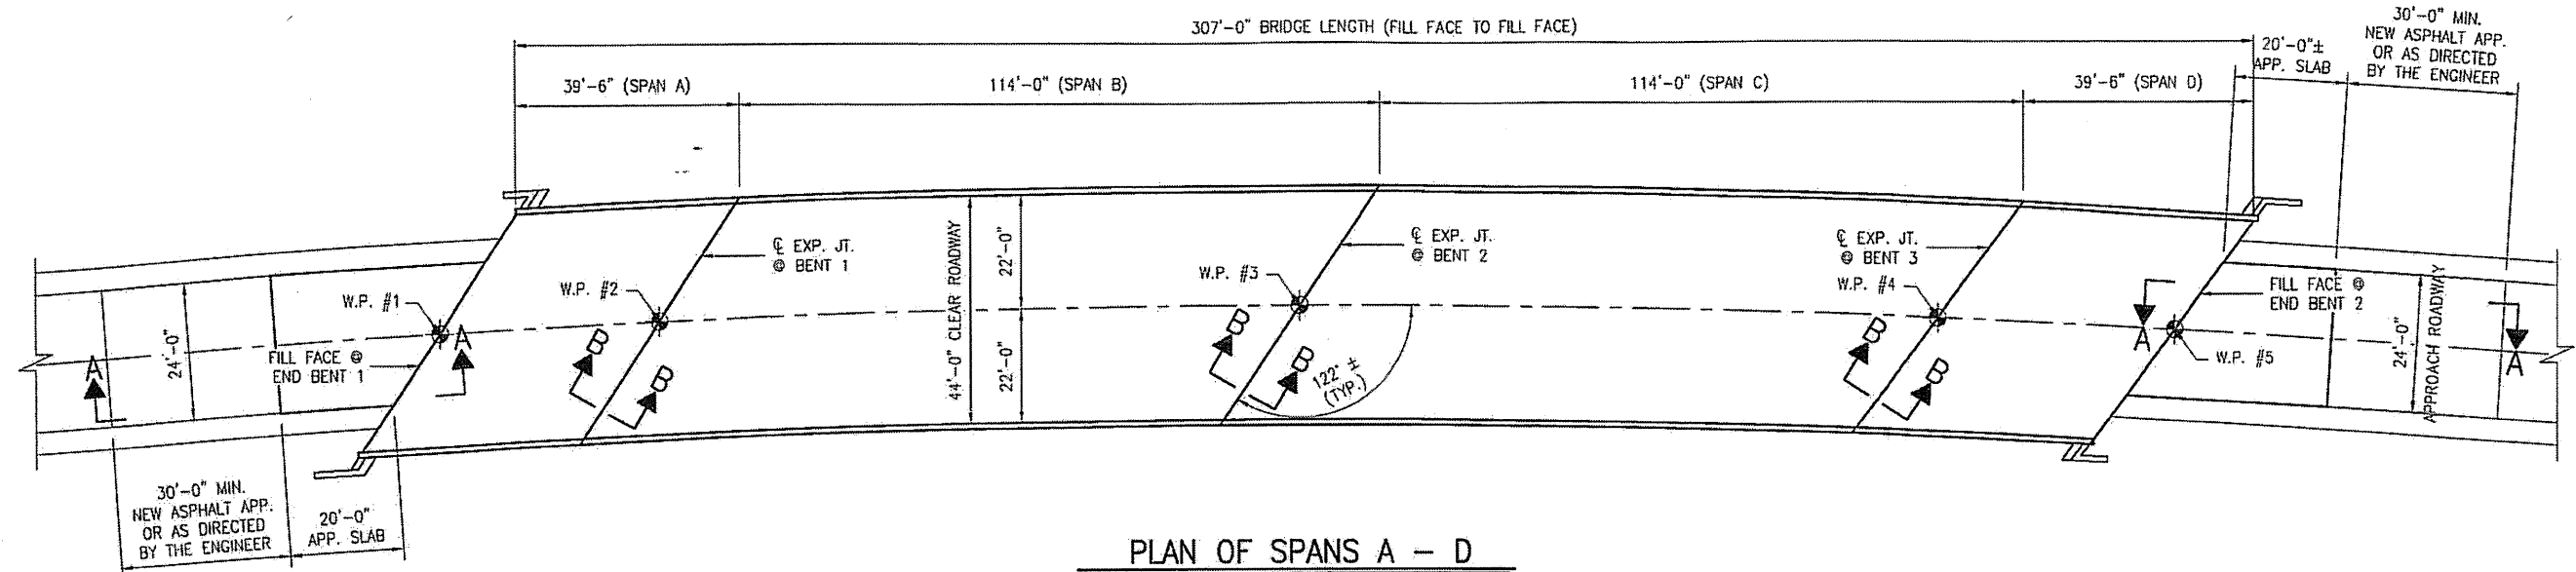 307'-0" BRIDGE LENGTH (FILL FACE TO FILL FACE)
30'-0" MIN.
NEW ASPHALT APP.
OR AS DIRECTED
BY THE ENGINEER
20'-0"±
APP. SLAB
39'-6" (SPAN A)
114'-0" (SPAN B)
114'-0" (SPAN C)
39'-6" (SPAN D)
℄ EXP. JT.
@ BENT 1
℄ EXP. JT.
@ BENT 2
℄ EXP. JT.
@ BENT 3
W.P. #1
W.P. #2
W.P. #3
W.P. #4
W.P. #5
FILL FACE @
END BENT 1
FILL FACE @
END BENT 2
24'-0"
44'-0" CLEAR ROADWAY
22'-0"
22'-0"
24'-0"
APPROACH ROADWAY
A
A
B
B
B
B
B
B
A
A
122° ±
(TYP.)
30'-0" MIN.
NEW ASPHALT APP.
OR AS DIRECTED
BY THE ENGINEER
20'-0"
APP. SLAB
PLAN OF SPANS A - D